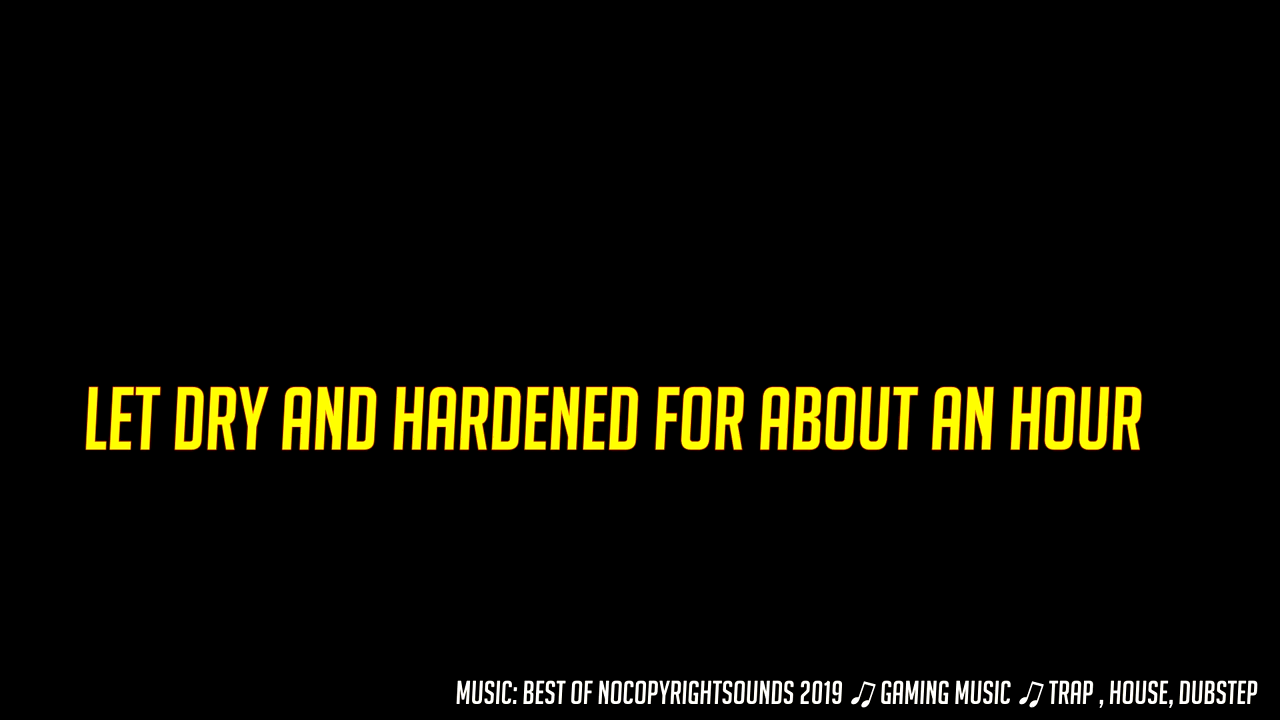 LET DRY AND HARDENED FOR ABOUT AN HOUR
MUSIC: BEST OF NOCOPYRIGHTSOUNDS 2019 ♫ GAMING MUSIC ♫ TRAP , HOUSE, DUBSTEP